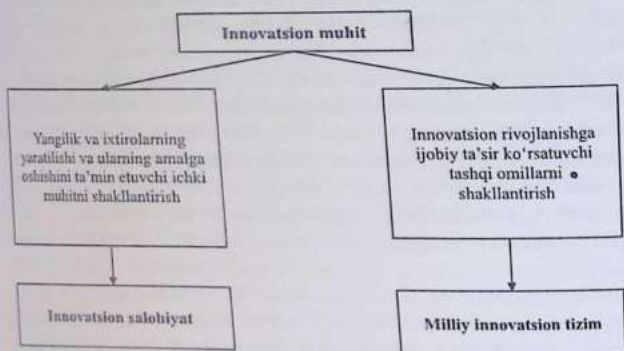 Innovatsion muhit
Yangilik va ixtirolarning
yaratilishi va ularning amalga
oshishini ta'min etuvchi ichki
muhitni shakllantirish
Innovatsion rivojlanishga
ijobiy ta'sir ko'rsatuvchi
tashqi omillarni
shakllantirish
Innovatsion salohiyat
Milliy innovatsion tizim